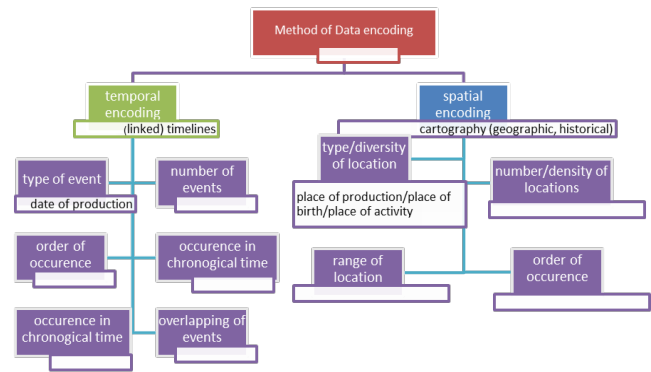 Method of Data encoding
temporal
encoding
(linked) timelines
spatial
encoding
cartography (geographic, historical)
type of event
date of production
number of
events
order of
occurence
occurence in
chronogical time
occurence in
chronogical time
overlapping of
events
type/diversity
of location
place of production/place of
birth/place of activity
number/density of
locations
range of
location
order of
occurence